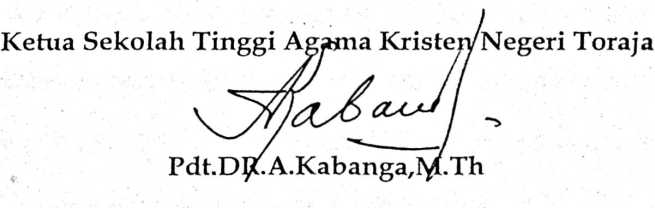 Ketua Sekolah Tinggi Agama Kristen Negeri Toraja
Pdt.DR.A.Kabanga,M.Th